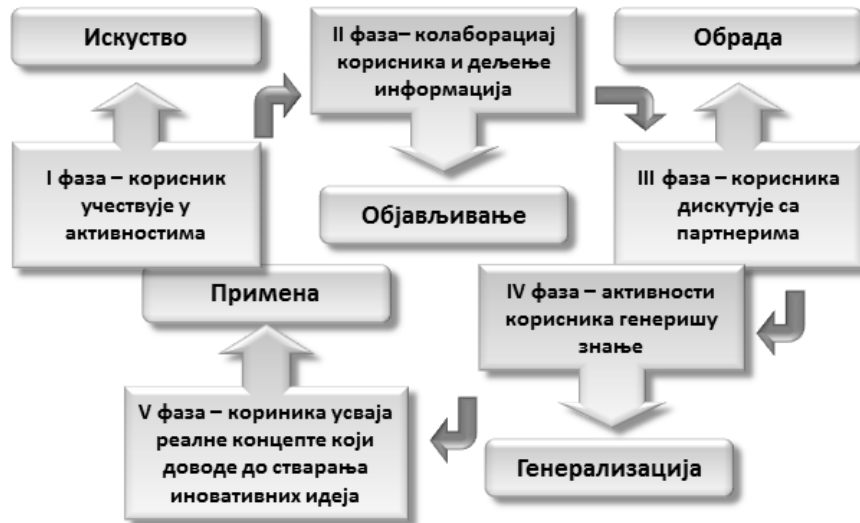 Искуство
II фаза– колаборациај
корисника и дељење
информација
Обрада
I фаза – корисник
учествује у
активностима
Објављивање
III фаза – корисника
дискутује са
партнерима
Примена
IV фаза – активности
корисника генеришу
знање
V фаза – кориника усваја
реалне концепте који
доводе до стварања
иновативних идеја
Генерализација